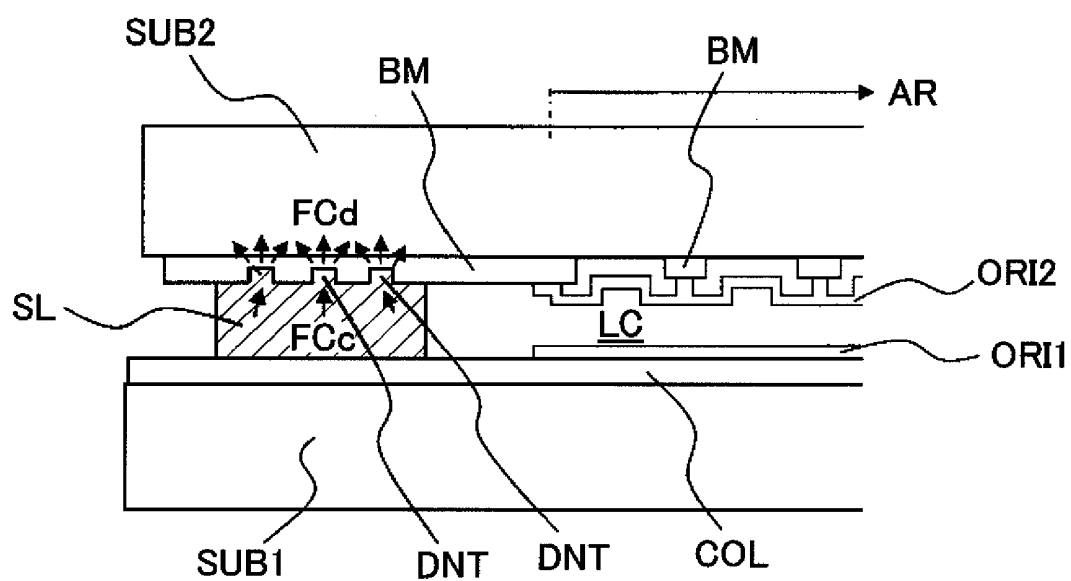 SUB2
BM
BM
AR
FCd
ORI2
SL
LC
FCc
ORI1
SUB1
DNT
DNT
COL